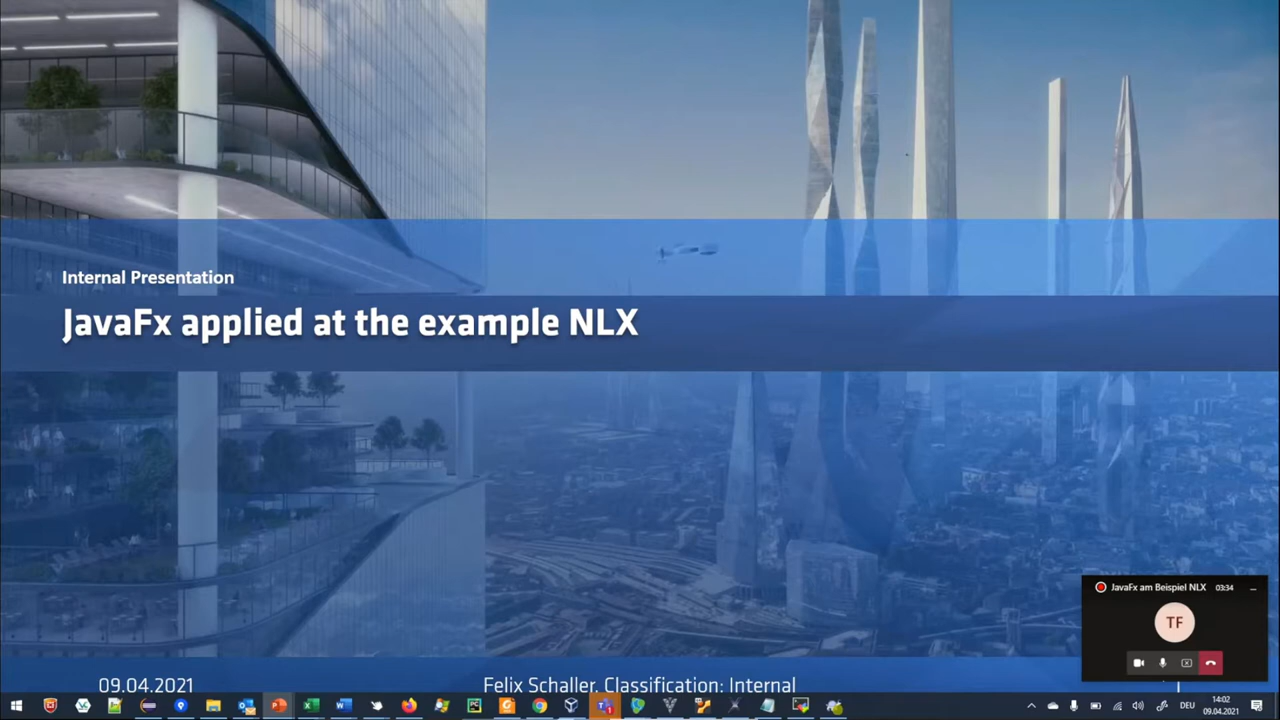 Internal Presentation
JavaFx applied at the example NLX
JavaFx am Beispiel NLX 03:34
TF
09.04.2021
Felix Schaller, Classification: Internal
DEU
14:02
09.04.2021